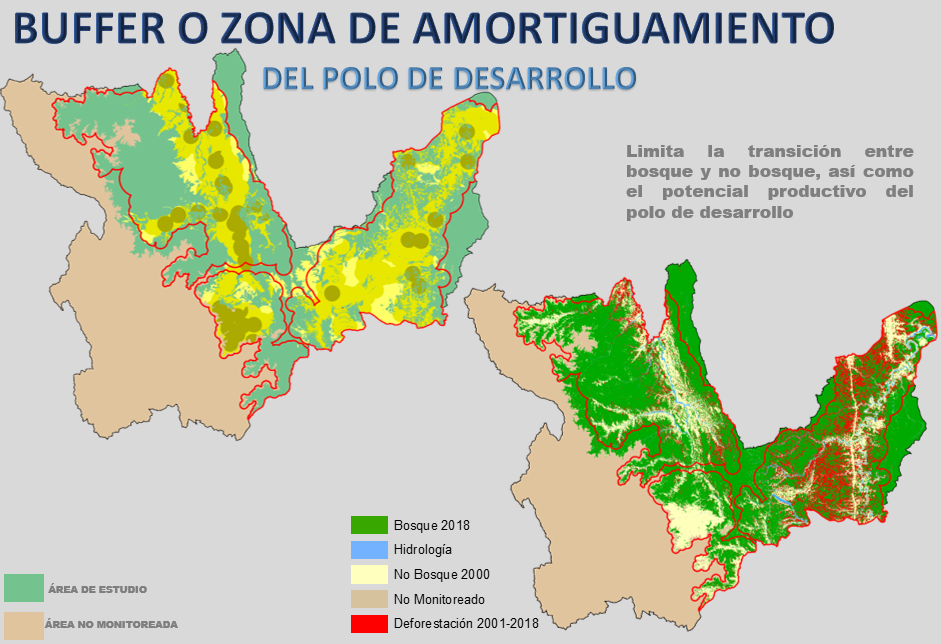 BUFFER O ZONA DE AMORTIGUAMIENTO
DEL POLO DE DESARROLLO
Limita la transición entre
bosque y no bosque, así como
el potencial productivo del
polo de desarrollo
Bosque 2018
Hidrología
No Bosque 2000
No Monitoreado
Deforestación 2001-2018
ÁREA DE ESTUDIO
ÁREA NO MONITOREADA